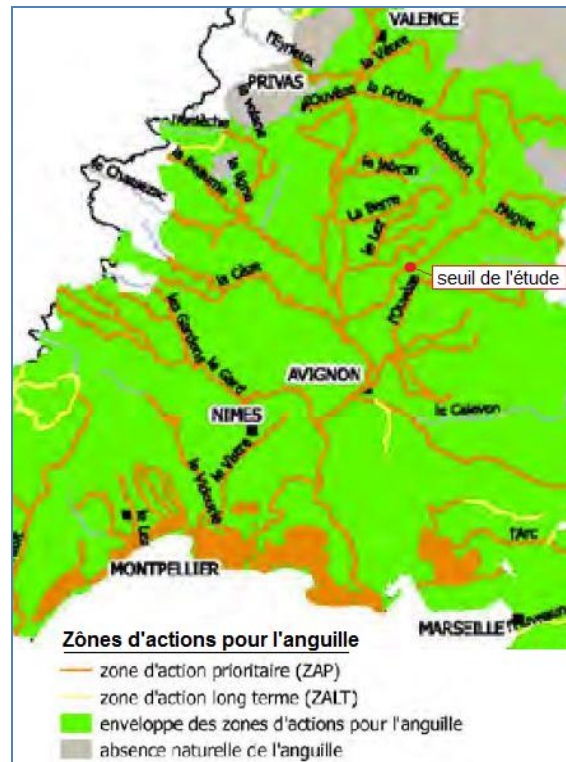 VALENCE
l'Eyrieux
la Véore
PRIVAS
l'Ouvèze
la Drôme
la Volane
l'Ardèche
le Roubion
la Beaume
la ligne
le Jabron
le Chassezac
La Berre
le Lez
l'Aigue
la Cèze
seuil de l'étude
l'Ouvèze
les Gardons
le Gard
AVIGNON
NIMES
le Calavon
le Vistre
le Vidourle
le Lez
l'Arc
MONTPELLIER
MARSEILLE
l'Huveaune
Zônes d'actions pour l'anguille
zone d'action prioritaire (ZAP)
zone d'action long terme (ZALT)
enveloppe des zones d'actions pour l'anguille
absence naturelle de l'anguille